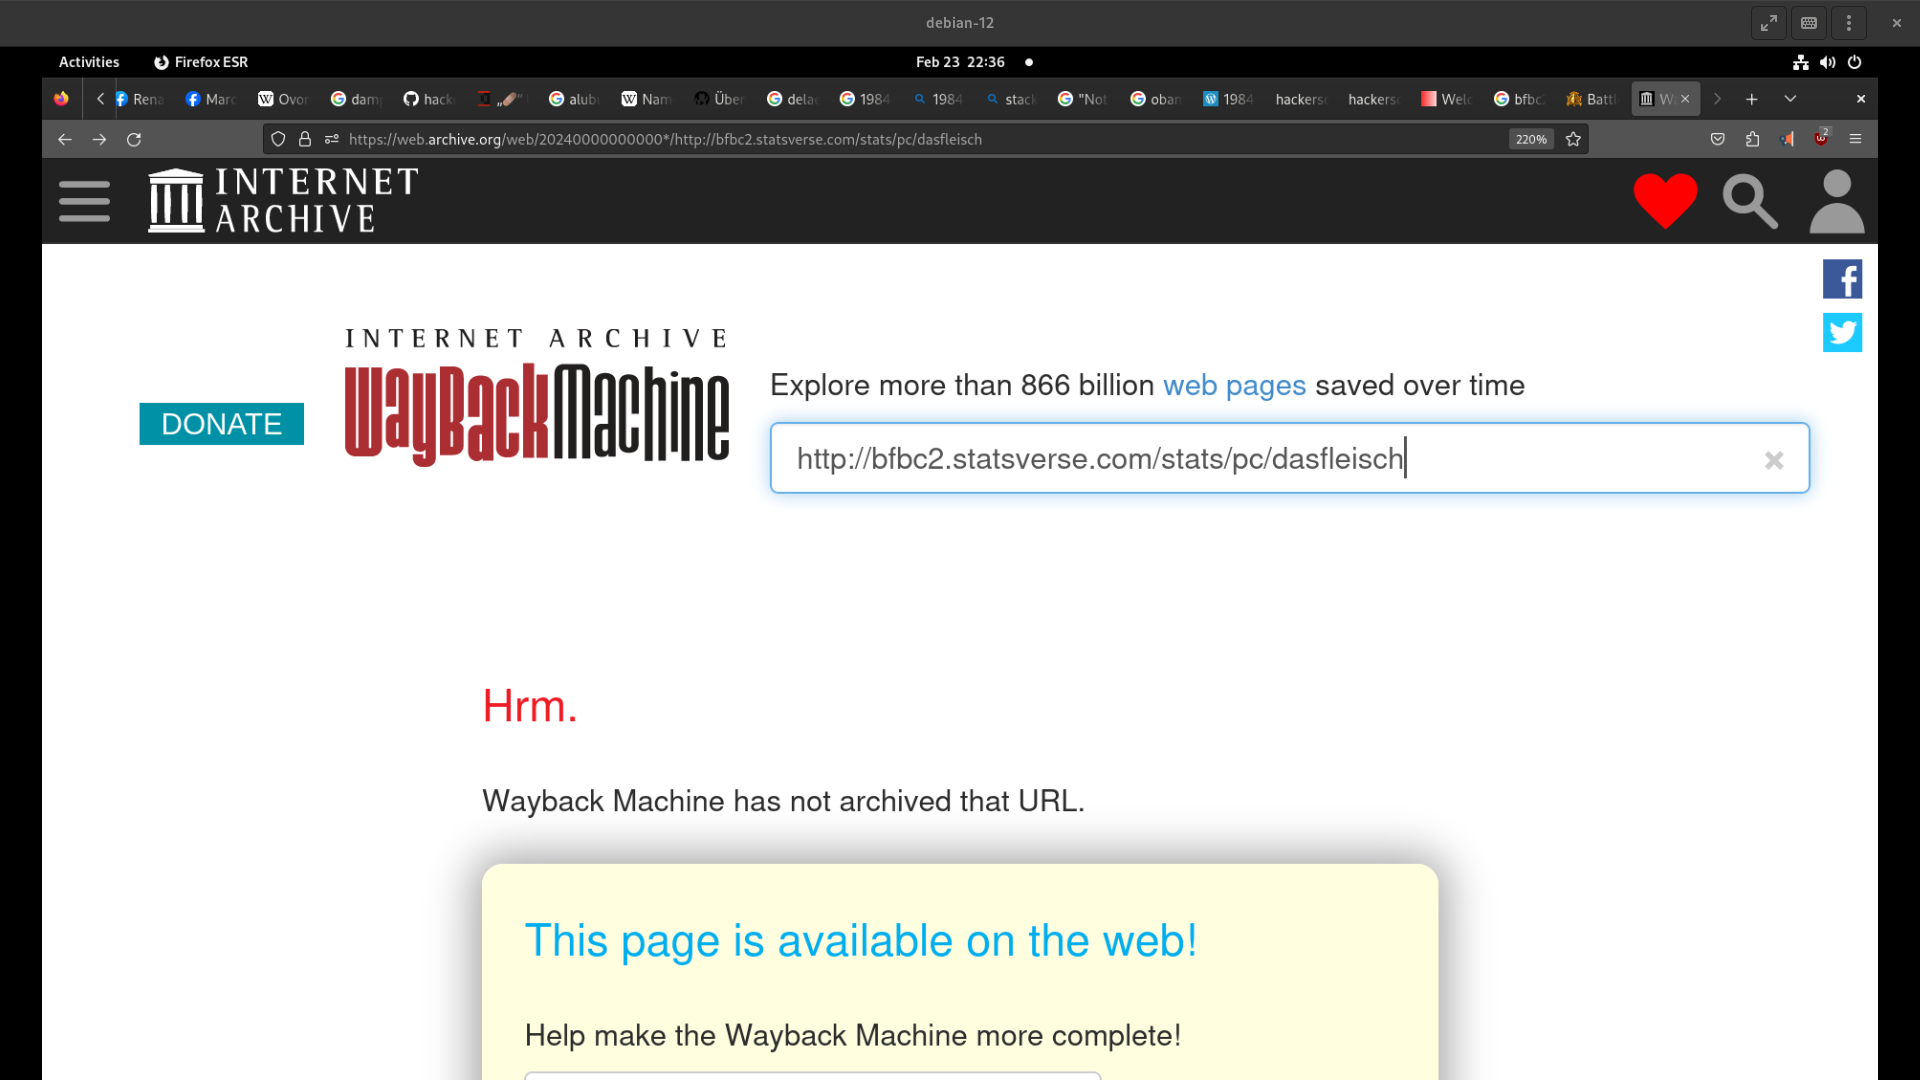 debian-12
Activities
Firefox ESR
Feb 23 22:36
Rena
Marc
Ovor
dam
hack
alub
Nam
Über
dela
1984
1984
stack
"Not
oban
1984
hackers
hackers
Welc
bfbc
Batt
W
https://web.archive.org/web/20240000000000*/http://bfbc2.statsverse.com/stats/pc/dasfleisch
220%
2
INTERNET
ARCHIVE
INTERNET ARCHIVE
WayBackMachine
DONATE
Explore more than 866 billion web pages saved over time
http://bfbc2.statsverse.com/stats/pc/dasfleisch
Hrm.
Wayback Machine has not archived that URL.
This page is available on the web!
Help make the Wayback Machine more complete!